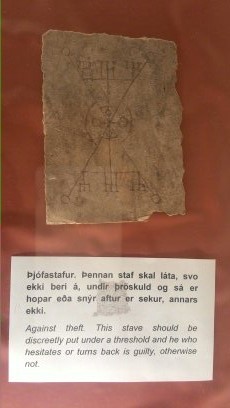 Þjófastafur. Þennan staf skal láta, svo
ekki beri á, undir þröskuld og sá er
hopar eða snýr aftur er sekur, annars
ekki.
Against theft. This stave should be
discreetly put under a threshold and he who
hesitates or turns back is guilty, otherwise
not.